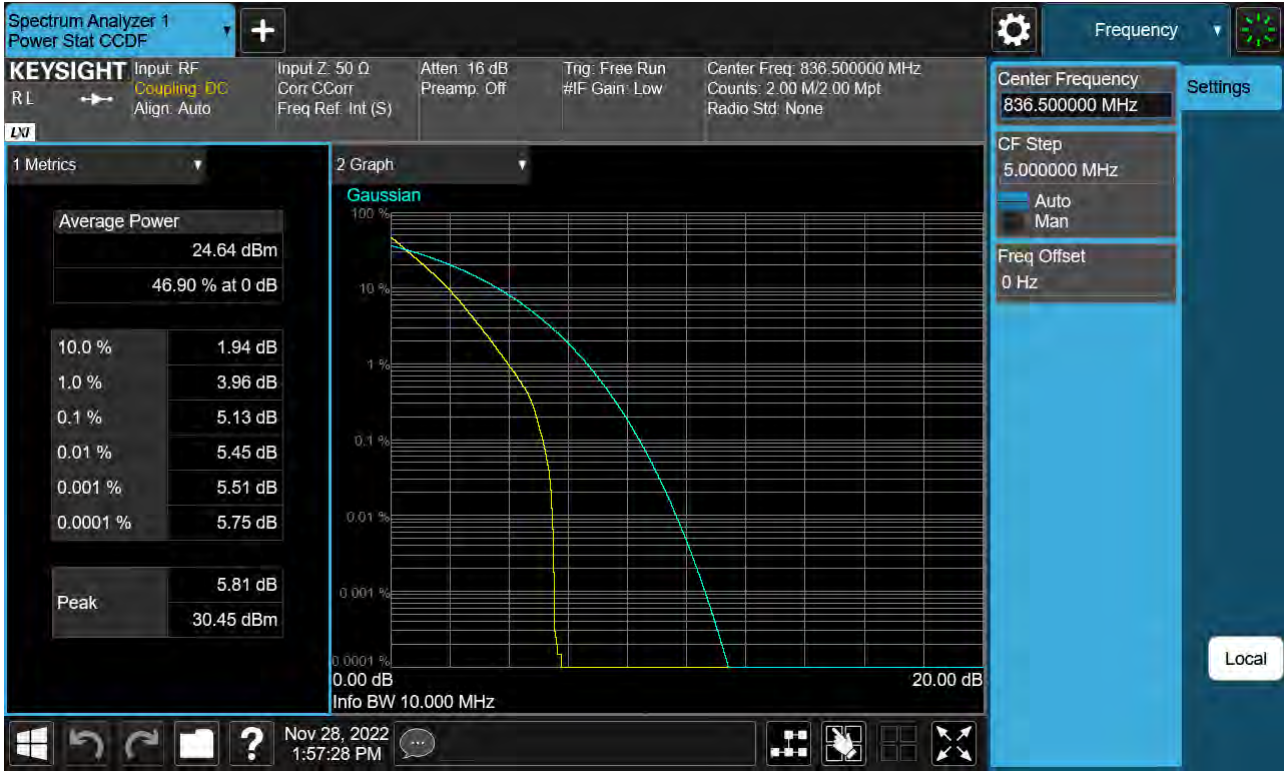 Spectrum Analyzer 1
Power Stat CCDF
+
Frequency
KEYSIGHT
R L
LXI
Input: RF
Coupling: DC
Align: Auto
Input Z: 50 Ω
Corr CCorr
Freq Ref: Int (S)
Atten: 16 dB
Preamp: Off
Trig: Free Run
#IF Gain: Low
Center Freq: 836.500000 MHz
Counts: 2.00 M/2.00 Mpt
Radio Std: None
Center Frequency
836.500000 MHz
Settings
CF Step
5.000000 MHz
Auto
Man
Freq Offset
0 Hz
Local
1 Metrics
Average Power
24.64 dBm
46.90 % at 0 dB
10.0 % 1.94 dB
1.0 % 3.96 dB
0.1 % 5.13 dB
0.01 % 5.45 dB
0.001 % 5.51 dB
0.0001 % 5.75 dB
Peak
5.81 dB
30.45 dBm
2 Graph
Gaussian
100 %
10 %
1 %
0.1 %
0.01 %
0.001 %
0.0001 %
0.00 dB 20.00 dB
Info BW 10.000 MHz
?
Nov 28, 2022
1:57:28 PM